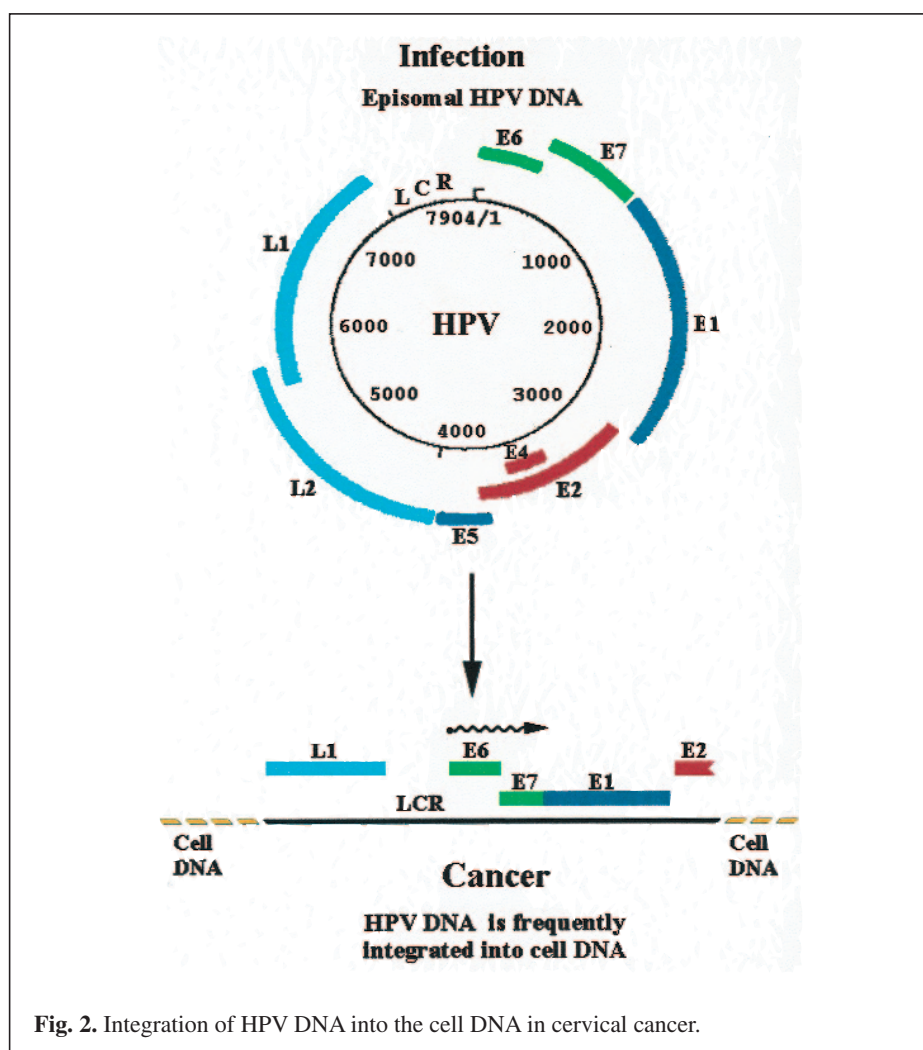 Infection
Episomal HPV DNA
E6
E7
L C R
7904/1
L1
7000
1000
6000
HPV
2000
E1
5000
3000
4000
E4
L2
E2
E5
L1
E6
E2
E7
E1
LCR
Cell
DNA
Cell
DNA
Cancer
HPV DNA is frequently
integrated into cell DNA
Fig. 2. Integration of HPV DNA into the cell DNA in cervical cancer.